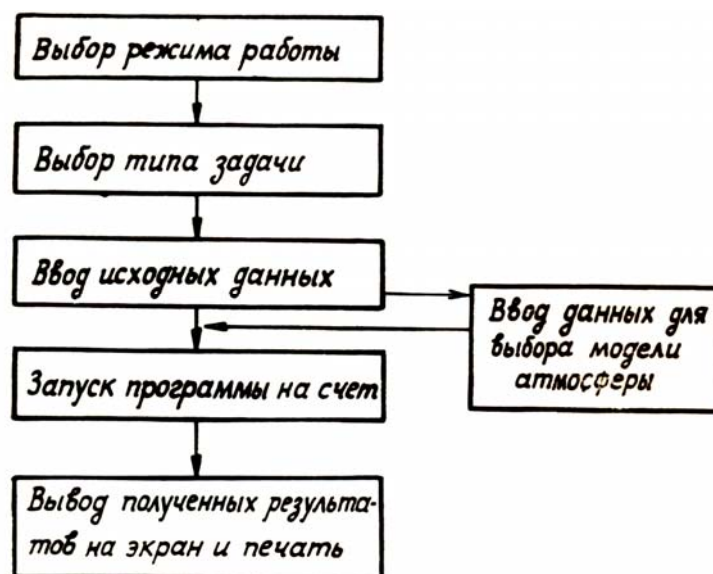 Выбор режима работы
Выбор типа задачи
Ввод исходных данных
Ввод данных для
выбора модели
атмосферы
Запуск программы на счет
Вывод полученных результа-
тов на экран и печать